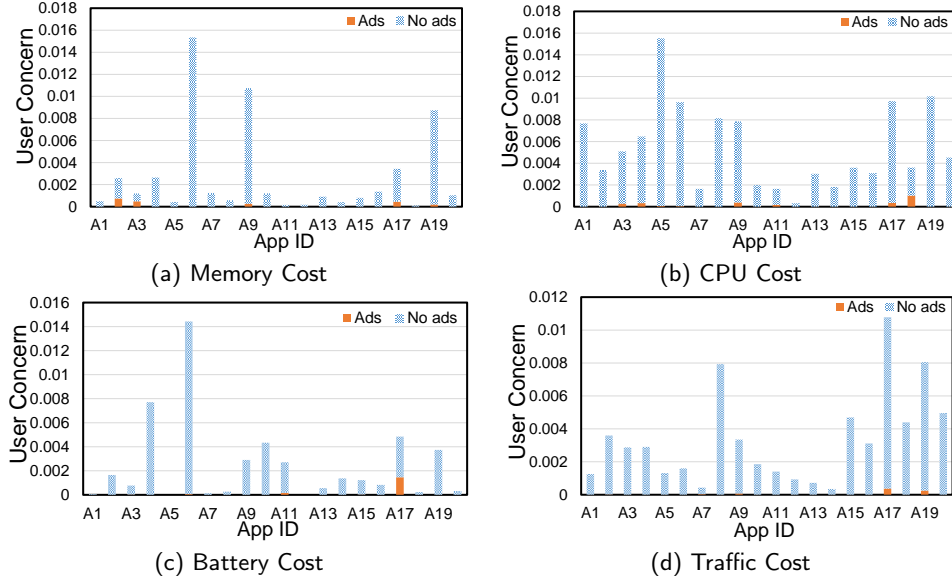 Ads No ads
0.018
0.016
0.014
0.012
0.01
0.008
0.006
0.004
0.002
0
User Concern
A1 A3 A5 A7 A9 A11 A13 A15 A17 A19
App ID
(a) Memory Cost
Ads No ads
0.018
0.016
0.014
0.012
0.01
0.008
0.006
0.004
0.002
0
User Concern
A1 A3 A5 A7 A9 A11 A13 A15 A17 A19
App ID
(b) CPU Cost
Ads No ads
0.016
0.014
0.012
0.01
0.008
0.006
0.004
0.002
0
User Concern
A1 A3 A5 A7 A9 A11 A13 A15 A17 A19
App ID
(c) Battery Cost
Ads No ads
0.012
0.01
0.008
0.006
0.004
0.002
0
User Concern
A1 A3 A5 A7 A9 A11 A13 A15 A17 A19
App ID
(d) Traffic Cost